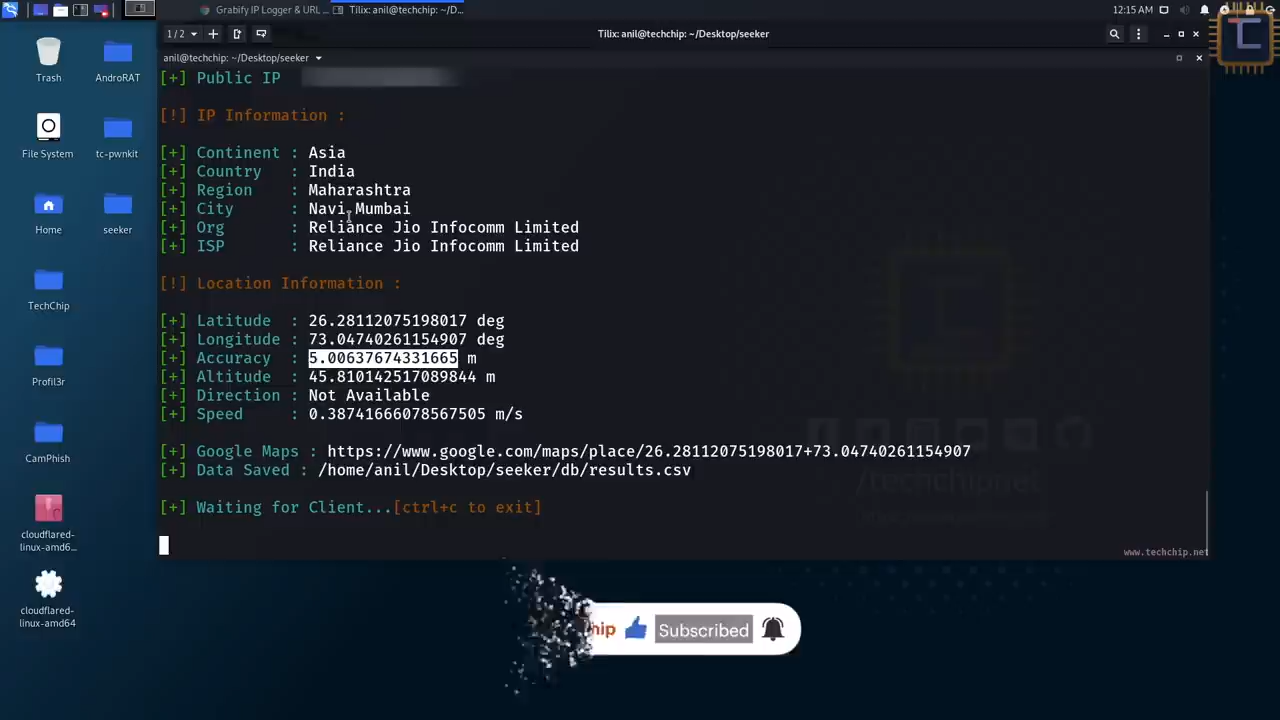 Grabify IP Logger & URL ...
Tilix: anil@techchip: ~/D...
12:15 AM
1 / 2
Tilix: anil@techchip: ~/Desktop/seeker
anil@techchip: ~/Desktop/seeker
[+] Public IP
[!] IP Information :
[+] Continent : Asia
[+] Country : India
[+] Region : Maharashtra
[+] City : Navi Mumbai
[+] Org : Reliance Jio Infocomm Limited
[+] ISP : Reliance Jio Infocomm Limited
[!] Location Information :
[+] Latitude : 26.28112075198017 deg
[+] Longitude : 73.04740261154907 deg
[+] Accuracy : 5.00637674331665 m
[+] Altitude : 45.810142517089844 m
[+] Direction : Not Available
[+] Speed : 0.38741666078567505 m/s
[+] Google Maps : https://www.google.com/maps/place/26.28112075198017+73.04740261154907
[+] Data Saved : /home/anil/Desktop/seeker/db/results.csv
[+] Waiting for Client...[ctrl+c to exit]
/techchipnet
www.techchip.net
Trash
AndroRAT
File System
tc-pwnkit
Home
seeker
TechChip
Profil3r
CamPhish
cloudflared-
linux-amd6...
cloudflared-
linux-amd64
hip
Subscribed